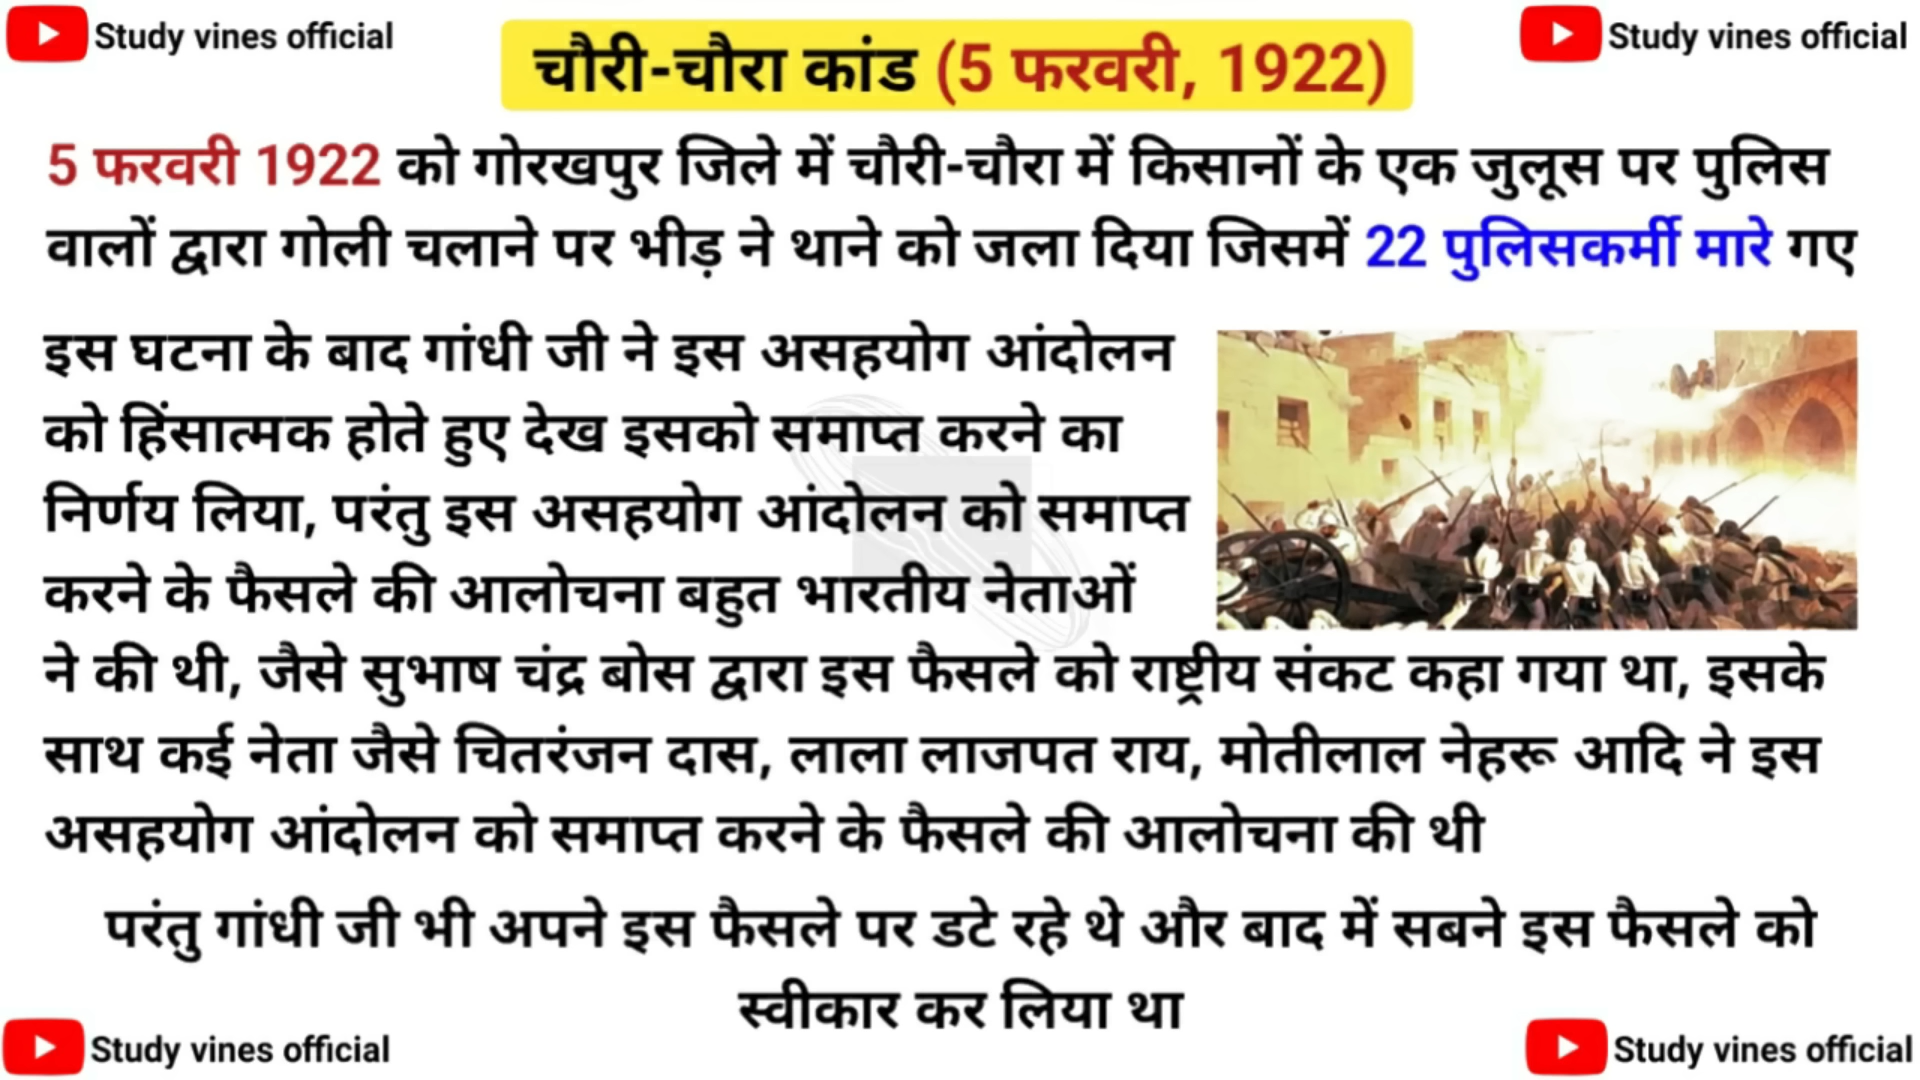 Study vines official
चौरी-चौरा कांड (5 फरवरी, 1922)
Study vines official
5 फरवरी 1922 को गोरखपुर जिले में चौरी-चौरा में किसानों के एक जुलूस पर पुलिस
वालों द्वारा गोली चलाने पर भीड़ ने थाने को जला दिया जिसमें 22 पुलिसकर्मी मारे गए
इस घटना के बाद गांधी जी ने इस असहयोग आंदोलन
को हिंसात्मक होते हुए देख इसको समाप्त करने का
निर्णय लिया, परंतु इस असहयोग आंदोलन को समाप्त
करने के फैसले की आलोचना बहुत भारतीय नेताओं
ने की थी, जैसे सुभाष चंद्र बोस द्वारा इस फैसले को राष्ट्रीय संकट कहा गया था, इसके
साथ कई नेता जैसे चितरंजन दास, लाला लाजपत राय, मोतीलाल नेहरू आदि ने इस
असहयोग आंदोलन को समाप्त करने के फैसले की आलोचना की थी
परंतु गांधी जी भी अपने इस फैसले पर डटे रहे थे और बाद में सबने इस फैसले को
स्वीकार कर लिया था
Study vines official
Study vines official